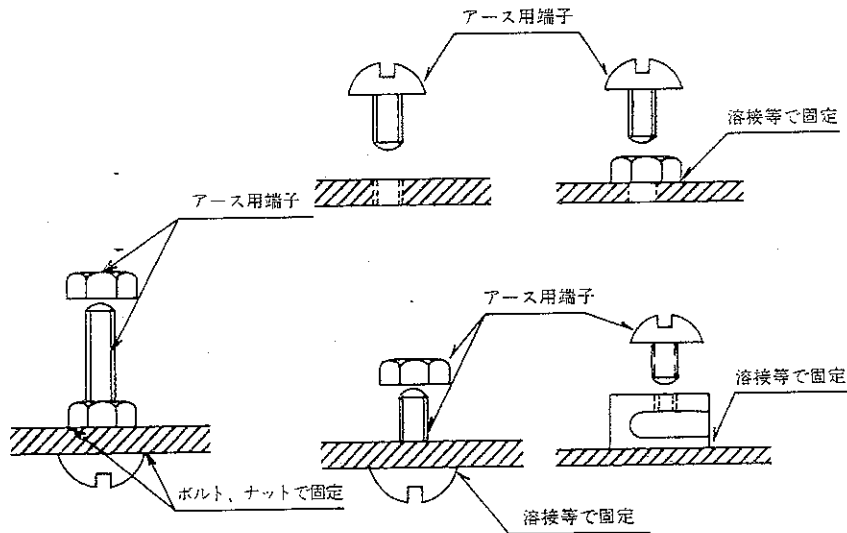 アース用端子
溶接等で固定
アース用端子
アース用端子
溶接等で固定
ボルト、ナットで固定
溶接等で固定